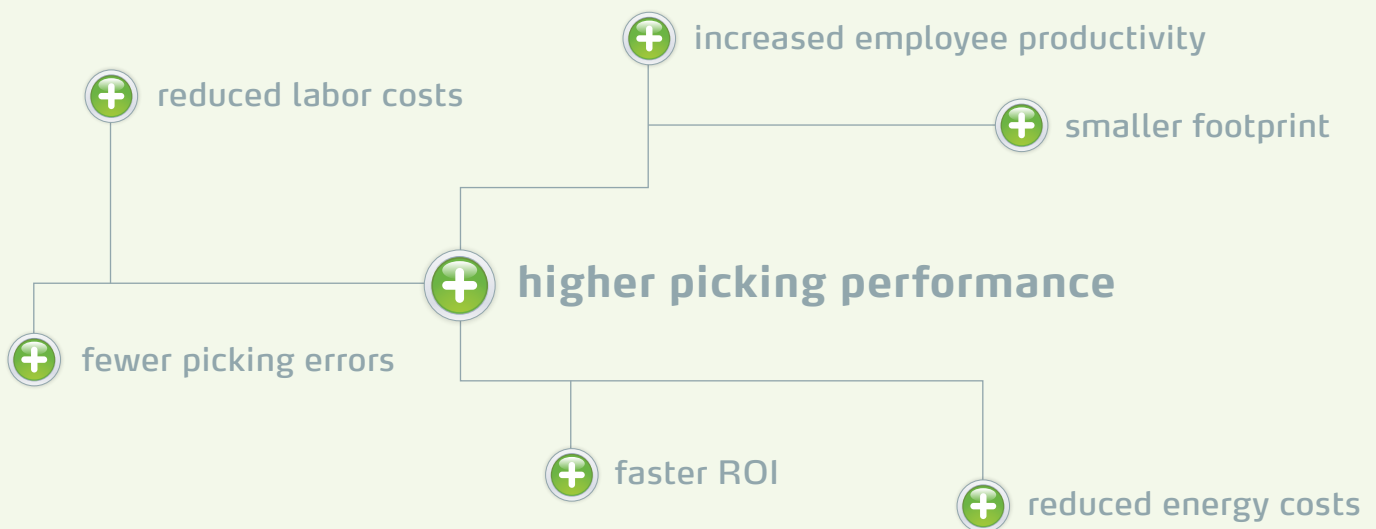 increased employee productivity
reduced labor costs
smaller footprint
higher picking performance
fewer picking errors
faster ROI
reduced energy costs